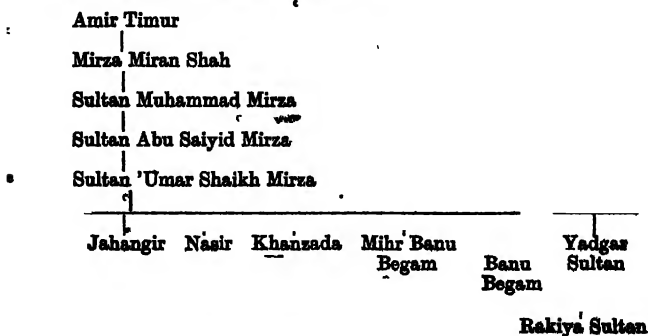 Amir Timur
Mirza Miran Shah
Sultan Muhammad Mirza
Sultan Abu Saiyid Mirza
Sultan 'Umar Shaikh Mirza
Jahangir Nasir Khanzada Mihr Banu Begam Banu Begam Yadgar Sultan
Rakiya Sultan